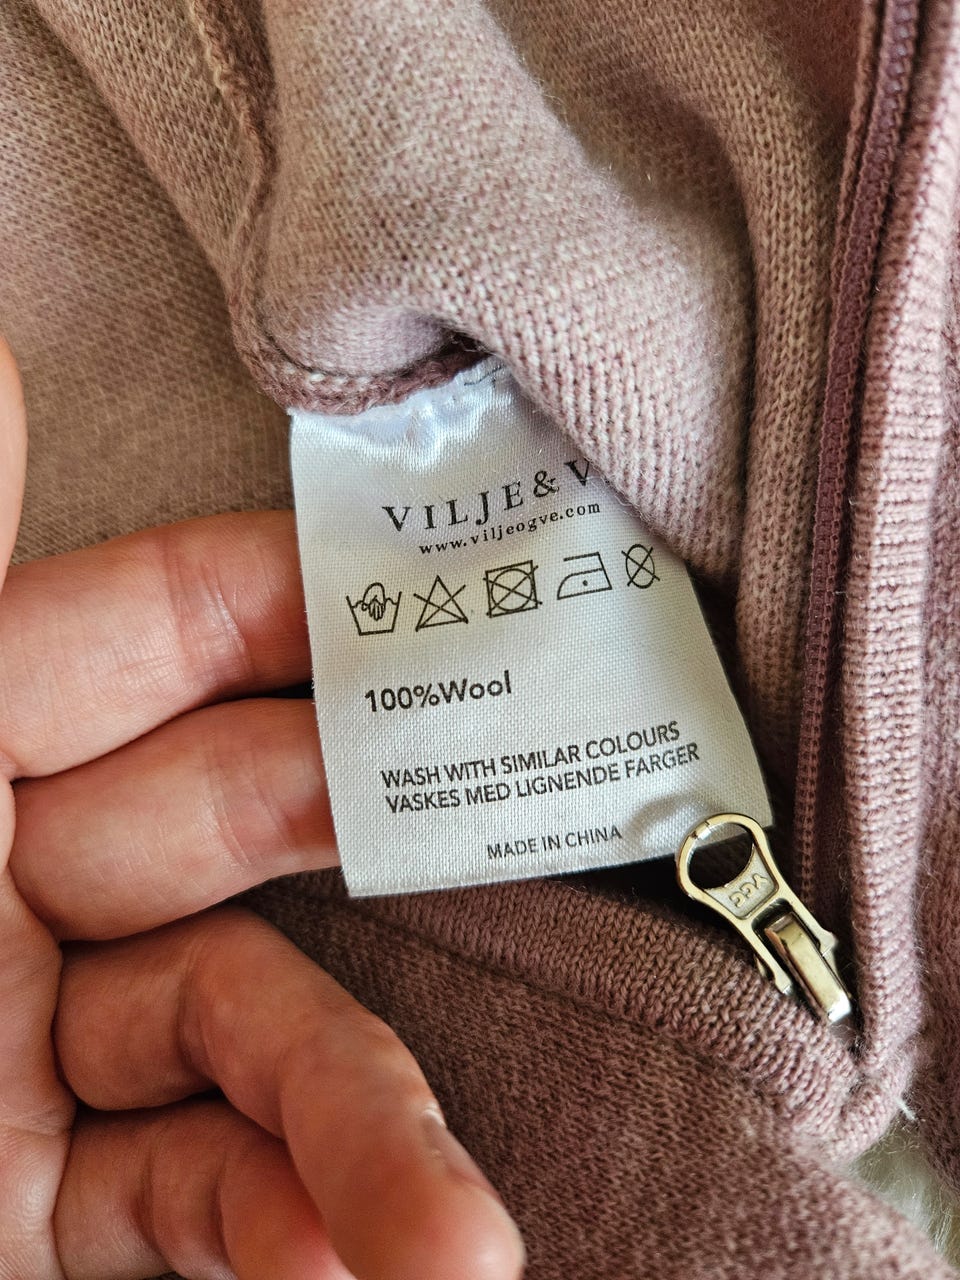 VILJE &
www.viljeogve.com
100%Wool
WASH WITH SIMILAR COLOURS
VASKES MED LIGNENDE FARGER
MADE IN CHINA